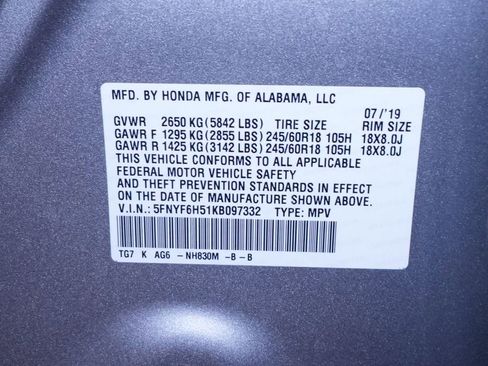 MFD. BY HONDA MFG. OF ALABAMA, LLC
07/'19
GVWR 2650 KG(5842 LBS) TIRE SIZE RIM SIZE
GAWR F 1295 KG(2855 LBS)245/60R18 105H 18X8.0J
GAWR R 1425 KG(3142 LBS)245/60R18 105H 18X8.0J
THIS VEHICLE CONFORMS TO ALL APPLICABLE
FEDERAL MOTOR VEHICLE SAFETY
AND THEFT PREVENTION STANDARDS IN EFFECT
ON THE DATE OF MANUFACTURE SHOWN ABOVE.
V.I.N.: 5FNYF6H51KB097332 TYPE: MPV
TG7 K AG6 -NH830M -B -B